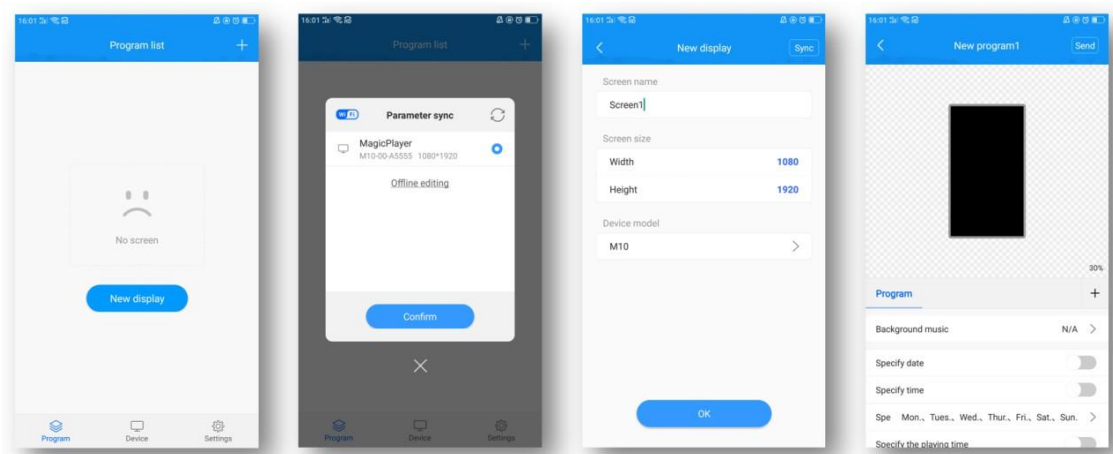 16:01
Program list
+
No screen
New display
Program
Device
Settings
16:01
Program list
+
WiFi
Parameter sync
MagicPlayer
M10-00-A5555 1080*1920
Offline editing
Confirm
Program
Device
Settings
16:01
New display
Sync
Screen name
Screen1
Screen size
Width 1080
Height 1920
Device model
M10
OK
16:01
New program1
Send
30%
Program +
Background music N/A
Specify date
Specify time
Spe Mon.、Tues.、Wed.、Thur.、Fri.、Sat.、Sun.
Specify the playing time